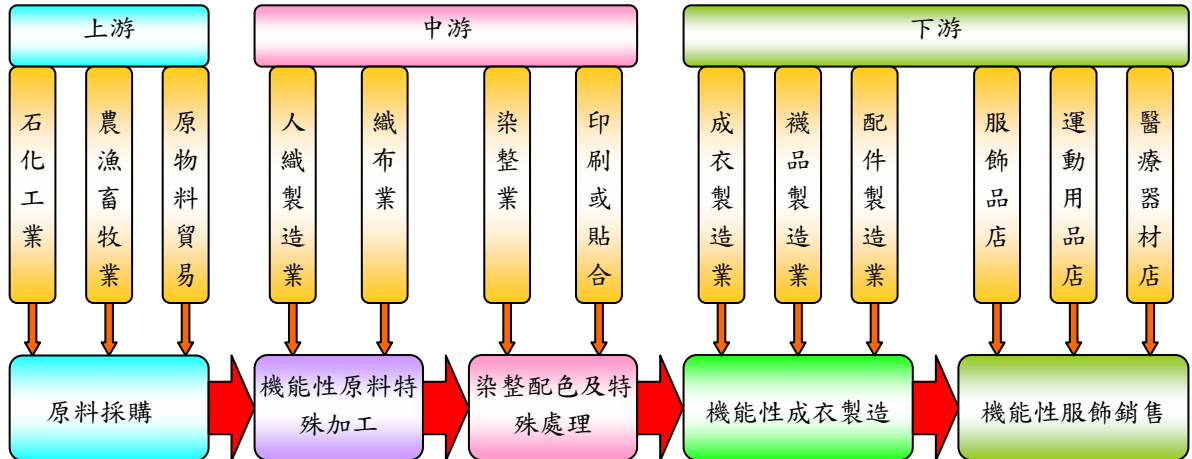 上游
中游
下游
石化工業
農漁畜牧業
原物料貿易
人織製造業
織布業
染整業
印刷或貼合
成衣製造業
襪品製造業
配件製造業
服飾品店
運動用品店
醫療器材店
原料採購
機能性原料特
殊加工
染整配色及特
殊處理
機能性成衣製造
機能性服飾銷售